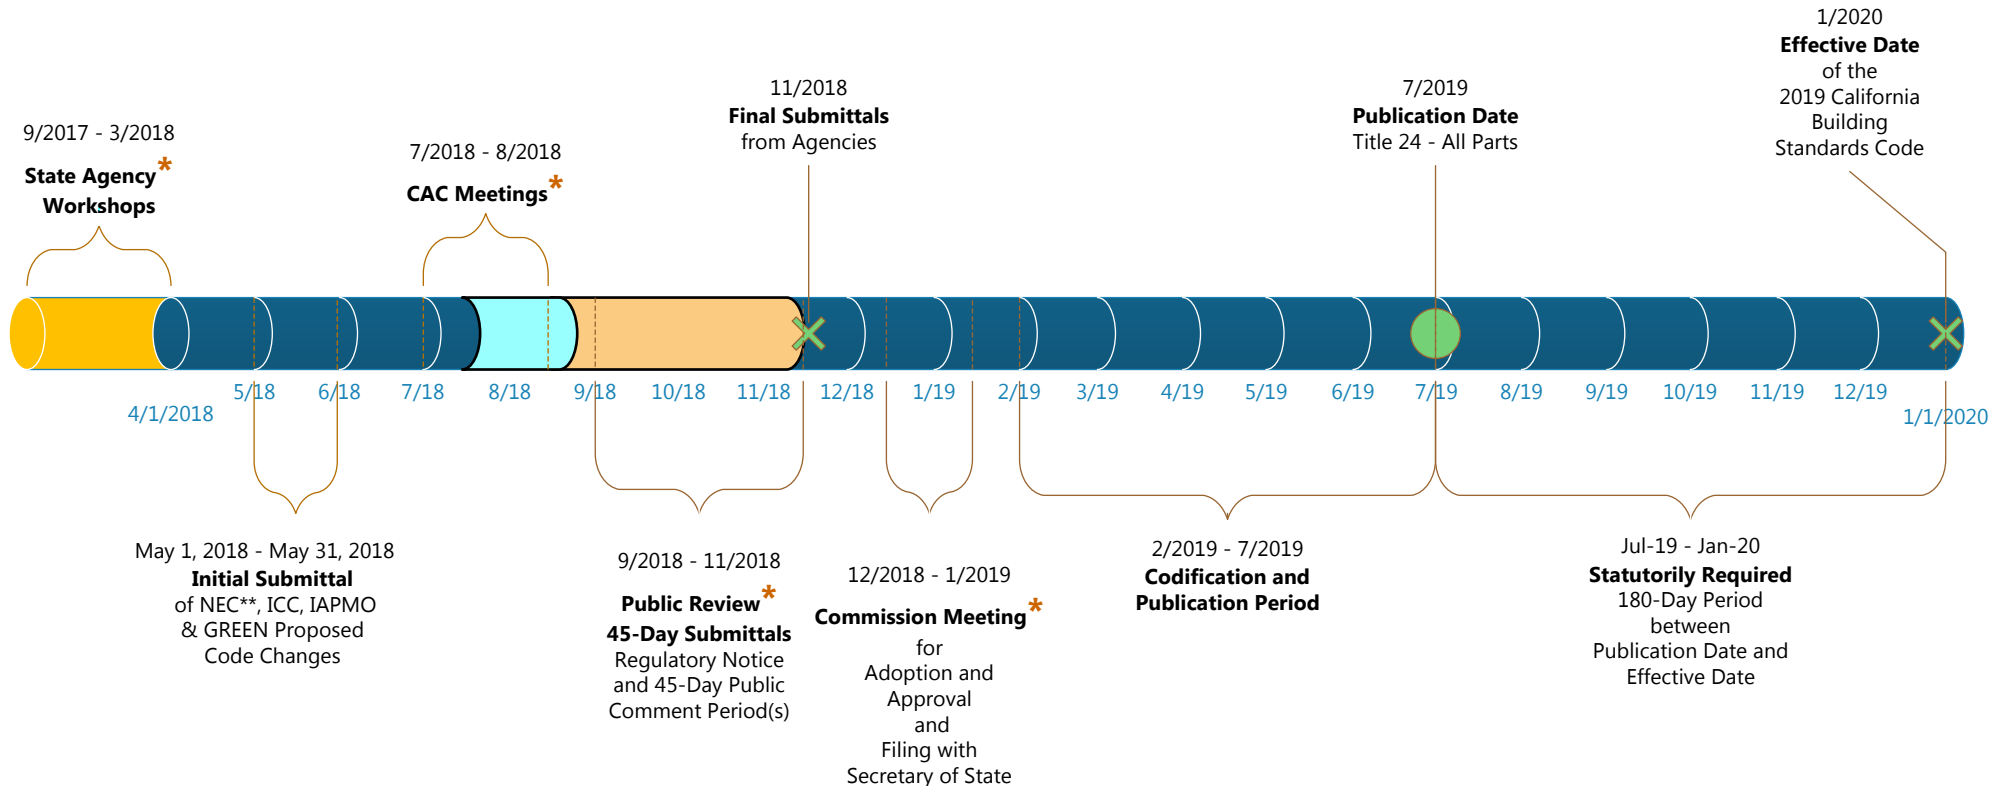 1/2020
Effective Date
of the
2019 California
Building
Standards Code
11/2018
Final Submittals
from Agencies
7/2019
Publication Date
Title 24 - All Parts
9/2017 - 3/2018
State Agency*
Workshops
7/2018 - 8/2018
CAC Meetings*
4/1/2018
5/18
6/18
7/18
8/18
9/18
10/18
11/18
12/18
1/19
2/19
3/19
4/19
5/19
6/19
7/19
8/19
9/19
10/19
11/19
12/19
1/1/2020
May 1, 2018 - May 31, 2018
Initial Submittal
of NEC**, ICC, IAPMO
& GREEN Proposed
Code Changes
9/2018 - 11/2018
Public Review*
45-Day Submittals
Regulatory Notice
and 45-Day Public
Comment Period(s)
12/2018 - 1/2019
Commission Meeting*
for
Adoption and
Approval
and
Filing with
Secretary of State
2/2019 - 7/2019
Codification and
Publication Period
Jul-19 - Jan-20
Statutorily Required
180-Day Period
between
Publication Date and
Effective Date